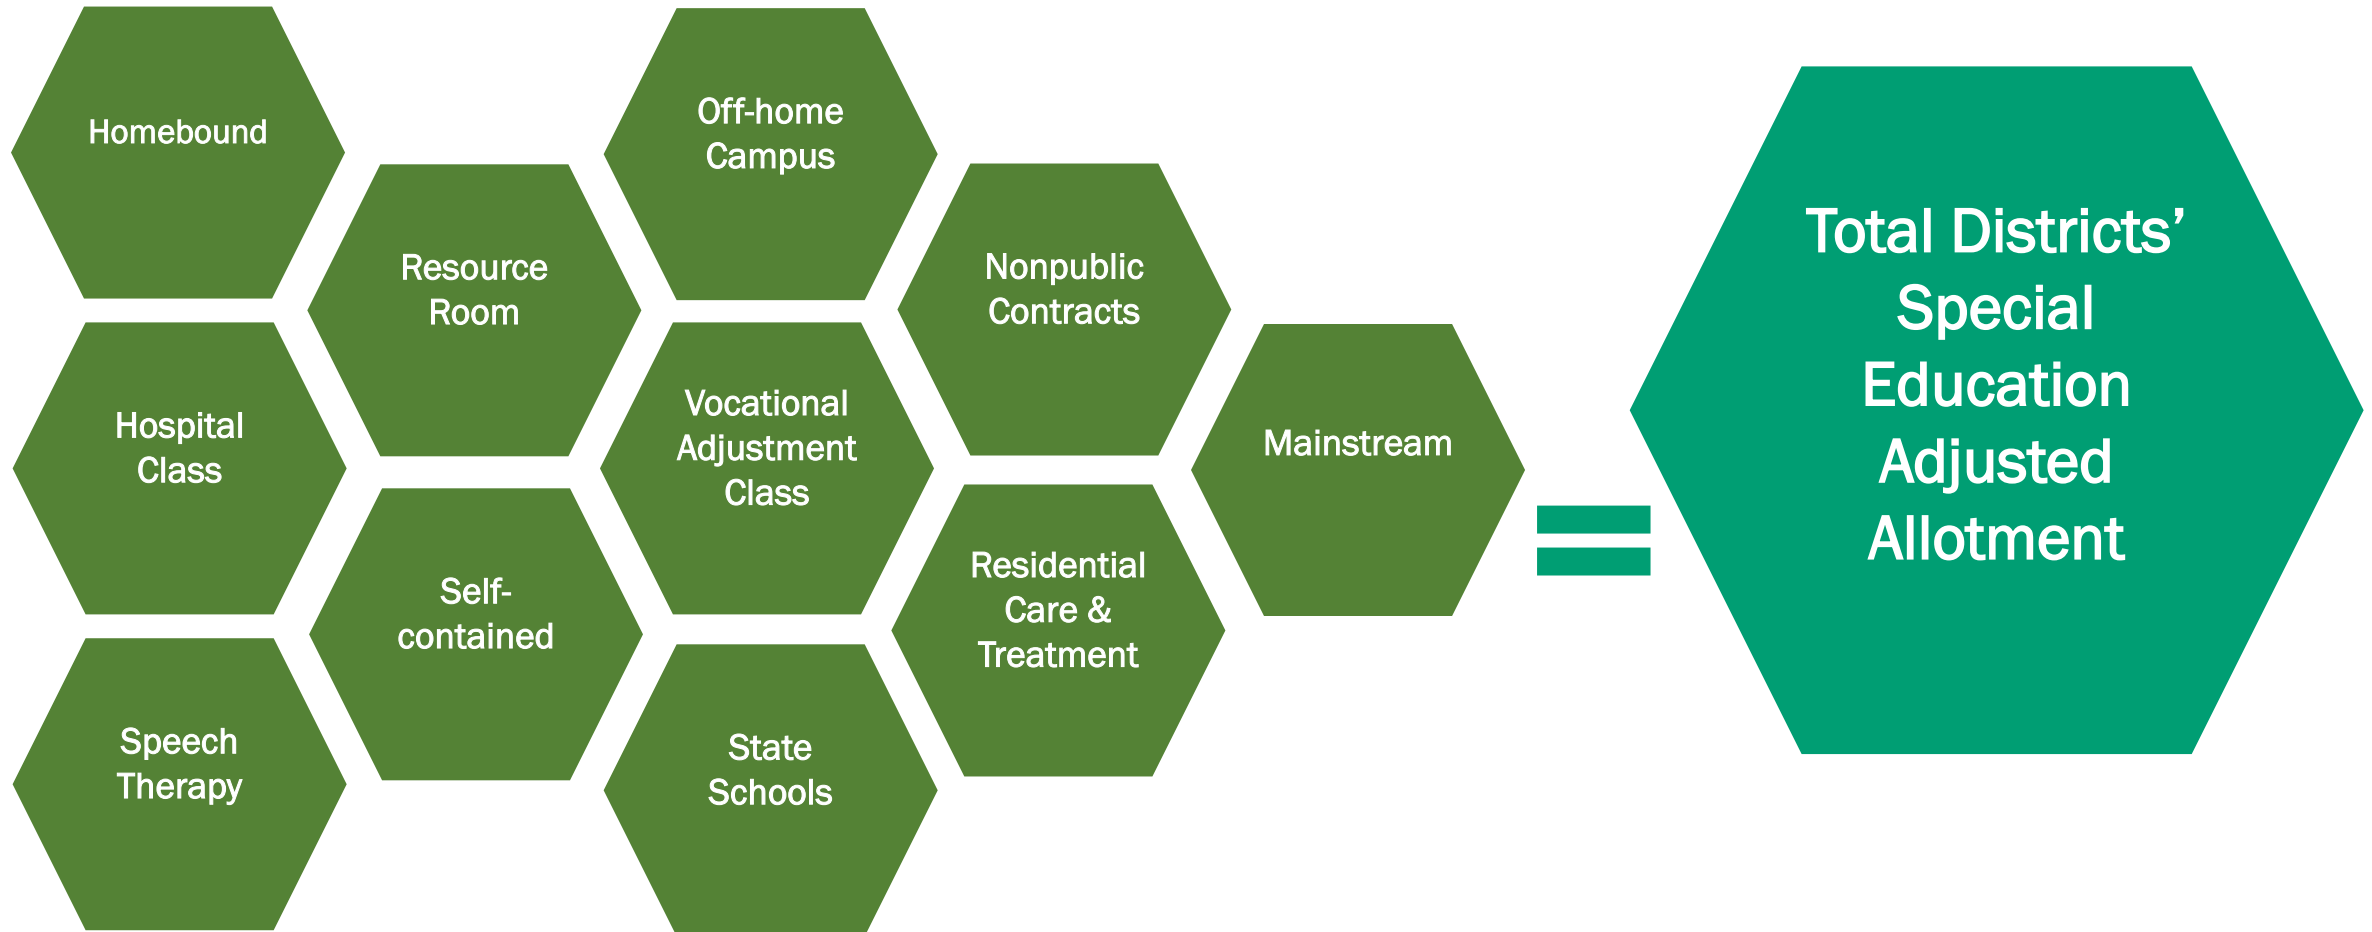 Homebound
Hospital
Class
Speech
Therapy
Resource
Room
Self-
contained
Off-home
Campus
Vocational
Adjustment
Class
State
Schools
Nonpublic
Contracts
Residential
Care &
Treatment
Mainstream
Total Districts’
Special
Education
Adjusted
Allotment